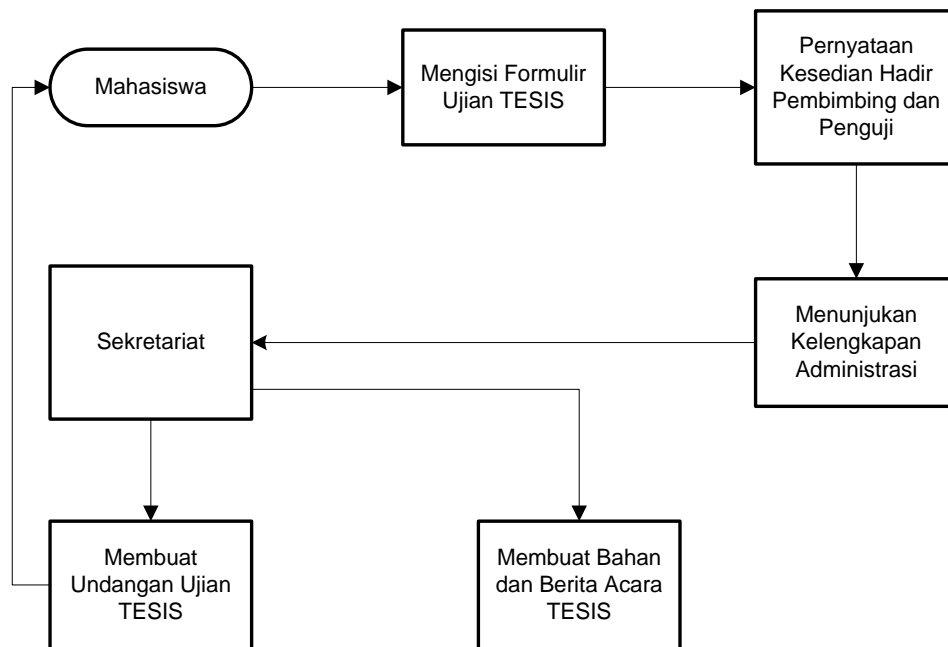 Mahasiswa
Mengisi Formulir
Ujian TESIS
Pernyataan
Kesedian Hadir
Pembimbing dan
Penguji
Sekretariat
Menunjukan
Kelengkapan
Administrasi
Membuat
Undangan Ujian
TESIS
Membuat Bahan
dan Berita Acara
TESIS